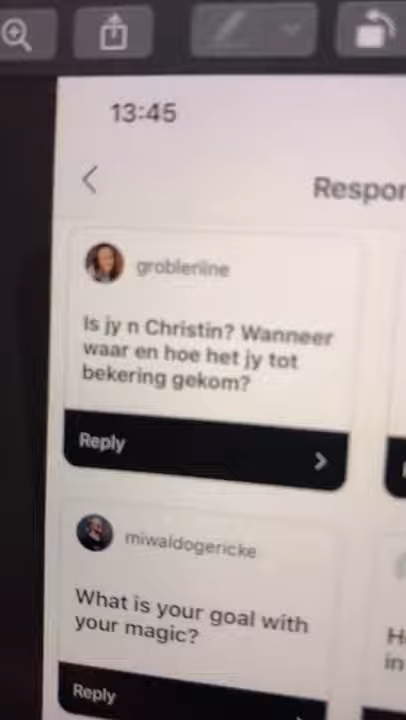 13:45
Respon
groblerline
Is jy n Christin? Wanneer
waar en hoe het jy tot
bekering gekom?
Reply
miwaldogericke
What is your goal with
your magic?
H
in
Reply